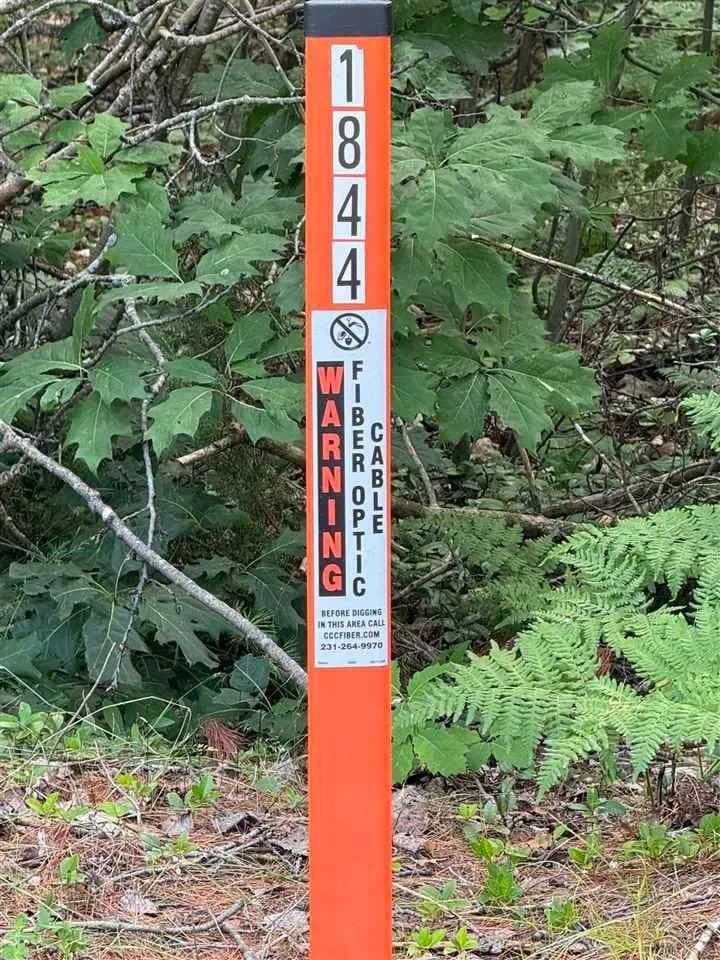 1
8
4
4
WARNING
FIBER OPTIC
CABLE
BEFORE DIGGING
IN THIS AREA CALL
CCCFIBER.COM
231-264-9970